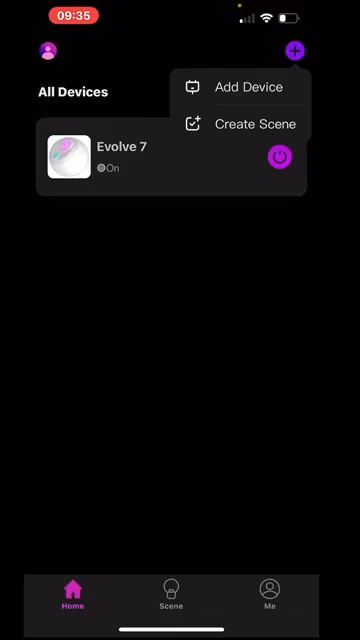 09:35
All Devices
Add Device
Create Scene
Evolve 7
On
Home
Scene
Me